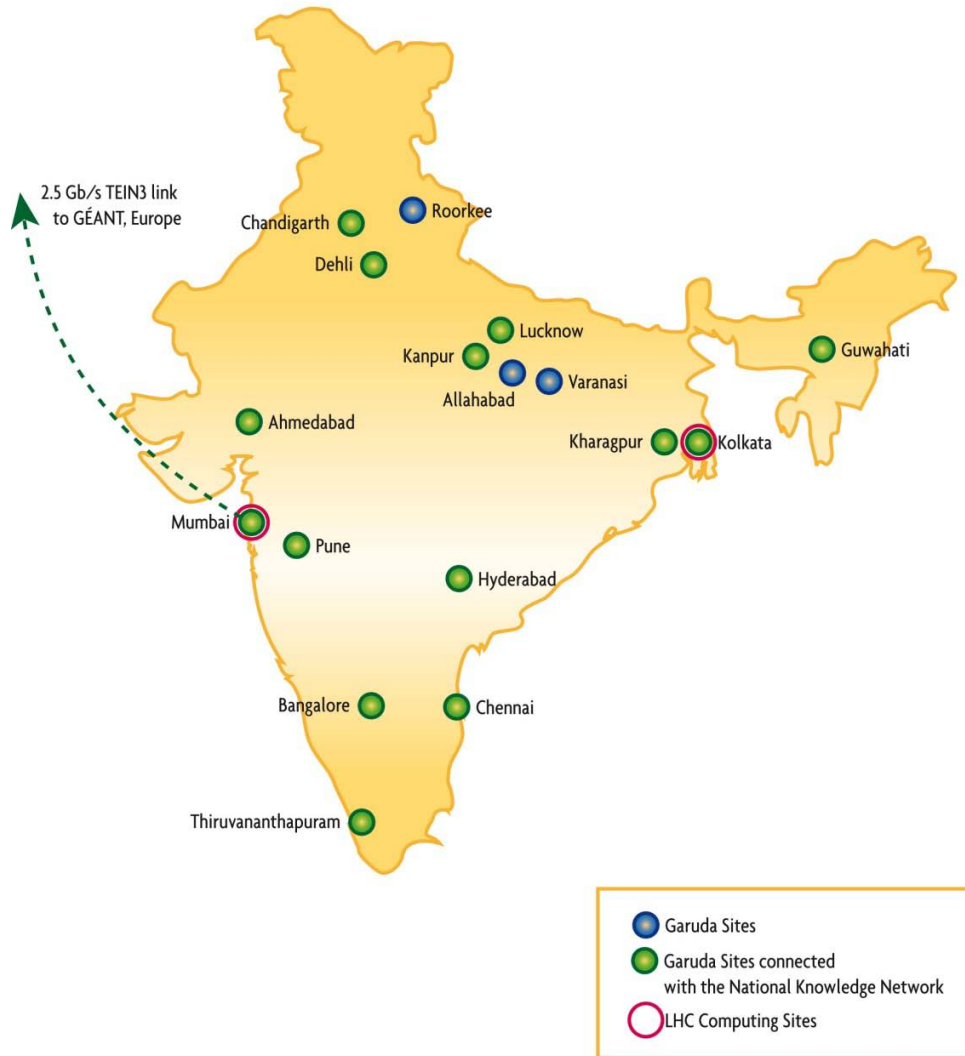 2.5 Gb/s TEIN3 link
to GÉANT, Europe
Chandigarth
Roorkee
Dehli
Lucknow
Kanpur
Guwahati
Allahabad
Varanasi
Ahmedabad
Kharagpur
Kolkata
Mumbai
Pune
Hyderabad
Bangalore
Chennai
Thiruvananthapuram
Garuda Sites
Garuda Sites connected
with the National Knowledge Network
LHC Computing Sites